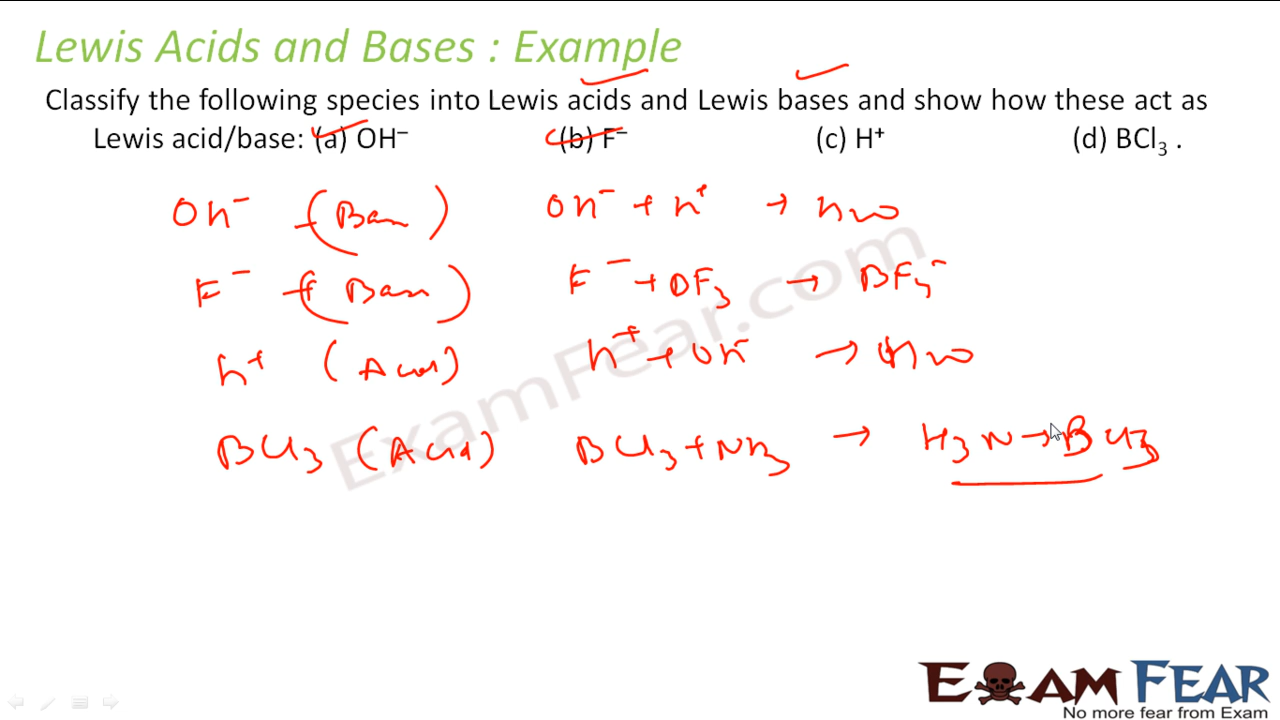 Lewis Acids and Bases : Example
Classify the following species into Lewis acids and Lewis bases and show how these act as
Lewis acid/base: (a) OH⁻ (b) F⁻ (c) H⁺ (d) BCl₃ .
OH⁻ (Base) OH⁻ + H⁺ → H₂O
F⁻ (Base) F⁻ + BF₃ → BF₄⁻
H⁺ (Acid) H⁺ + OH⁻ → H₂O
BCl₃ (Acid) BCl₃ + NH₃ → H₃N→BCl₃
ExamFear.com
EXAMFEAR
No more fear from Exam